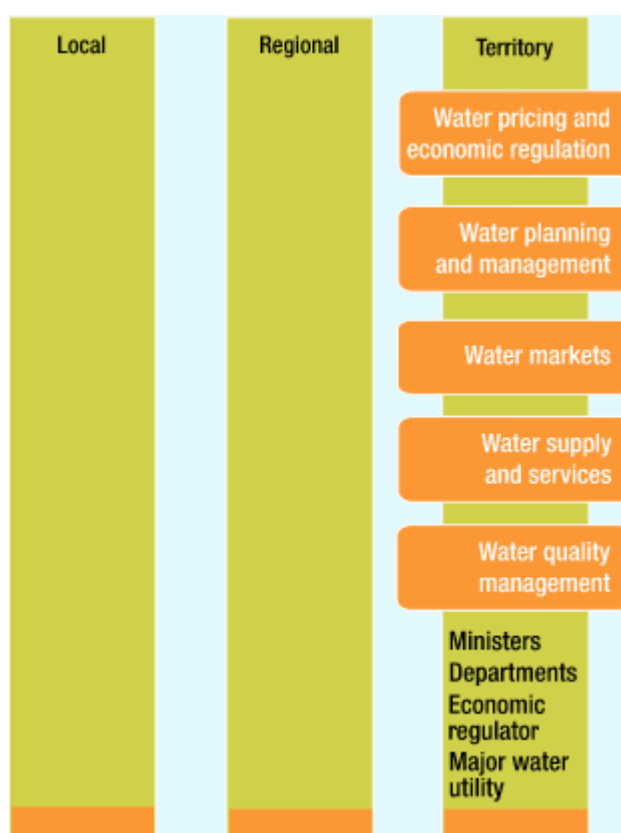 Local
Regional
Territory
Water pricing and
economic regulation
Water planning
and management
Water markets
Water supply
and services
Water quality
management
Ministers
Departments
Economic
regulator
Major water
utility